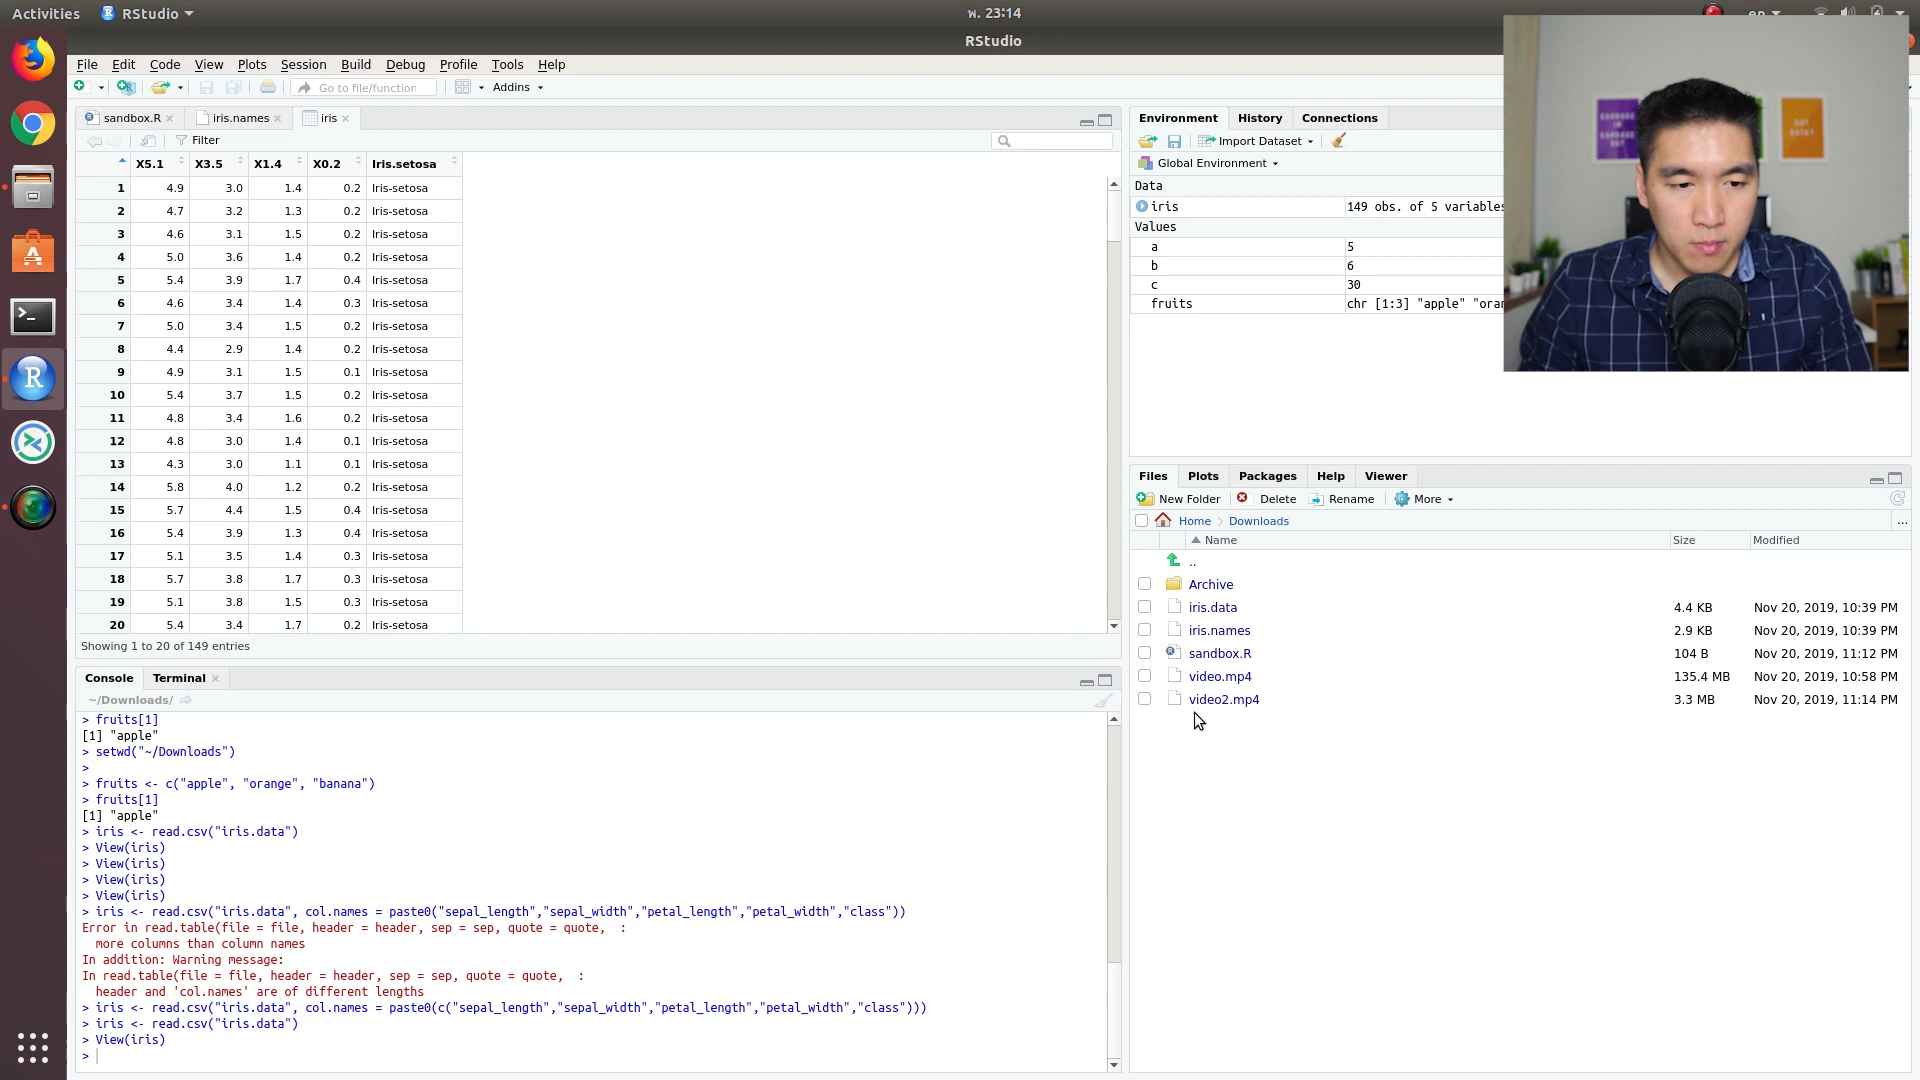 Activities RStudio พ. 23:14 en
RStudio
File Edit Code View Plots Session Build Debug Profile Tools Help
Go to file/function Addins
sandbox.R iris.names iris
Filter
X5.1 X3.5 X1.4 X0.2 Iris.setosa
1 4.9 3.0 1.4 0.2 Iris-setosa
2 4.7 3.2 1.3 0.2 Iris-setosa
3 4.6 3.1 1.5 0.2 Iris-setosa
4 5.0 3.6 1.4 0.2 Iris-setosa
5 5.4 3.9 1.7 0.4 Iris-setosa
6 4.6 3.4 1.4 0.3 Iris-setosa
7 5.0 3.4 1.5 0.2 Iris-setosa
8 4.4 2.9 1.4 0.2 Iris-setosa
9 4.9 3.1 1.5 0.1 Iris-setosa
10 5.4 3.7 1.5 0.2 Iris-setosa
11 4.8 3.4 1.6 0.2 Iris-setosa
12 4.8 3.0 1.4 0.1 Iris-setosa
13 4.3 3.0 1.1 0.1 Iris-setosa
14 5.8 4.0 1.2 0.2 Iris-setosa
15 5.7 4.4 1.5 0.4 Iris-setosa
16 5.4 3.9 1.3 0.4 Iris-setosa
17 5.1 3.5 1.4 0.3 Iris-setosa
18 5.7 3.8 1.7 0.3 Iris-setosa
19 5.1 3.8 1.5 0.3 Iris-setosa
20 5.4 3.4 1.7 0.2 Iris-setosa
Showing 1 to 20 of 149 entries
Console Terminal
~/Downloads/
> fruits[1]
[1] "apple"
> setwd("~/Downloads")
>
> fruits <- c("apple", "orange", "banana")
> fruits[1]
[1] "apple"
> iris <- read.csv("iris.data")
> View(iris)
> View(iris)
> View(iris)
> View(iris)
> iris <- read.csv("iris.data", col.names = paste0("sepal_length","sepal_width","petal_length","petal_width","class"))
Error in read.table(file = file, header = header, sep = sep, quote = quote,  :
  more columns than column names
In addition: Warning message:
In read.table(file = file, header = header, sep = sep, quote = quote,  :
  header and 'col.names' are of different lengths
> iris <- read.csv("iris.data", col.names = paste0(c("sepal_length","sepal_width","petal_length","petal_width","class")))
> iris <- read.csv("iris.data")
> View(iris)
>
Environment History Connections
Import Dataset
Global Environment
Data
iris 149 obs. of 5 variables
Values
a 5
b 6
c 30
fruits chr [1:3] "apple" "oran
Files Plots Packages Help Viewer
New Folder Delete Rename More
Home Downloads ...
Name Size Modified
..
Archive
iris.data 4.4 KB Nov 20, 2019, 10:39 PM
iris.names 2.9 KB Nov 20, 2019, 10:39 PM
sandbox.R 104 B Nov 20, 2019, 11:12 PM
video.mp4 135.4 MB Nov 20, 2019, 10:58 PM
video2.mp4 3.3 MB Nov 20, 2019, 11:14 PM